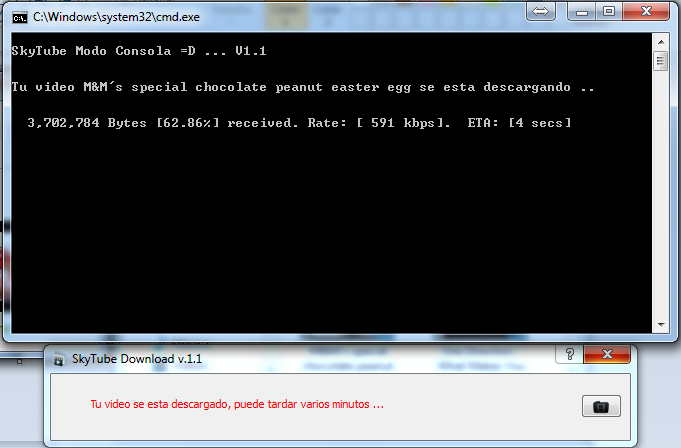 C:\Windows\system32\cmd.exe
SkyTube Modo Consola =D ... V1.1
Tu video M&M´s special chocolate peanut easter egg se esta descargando ..
3,702,784 Bytes [62.86%] received. Rate: [ 591 kbps].  ETA: [4 secs]
SkyTube Download v.1.1
Tu video se esta descargado, puede tardar varios minutos ...